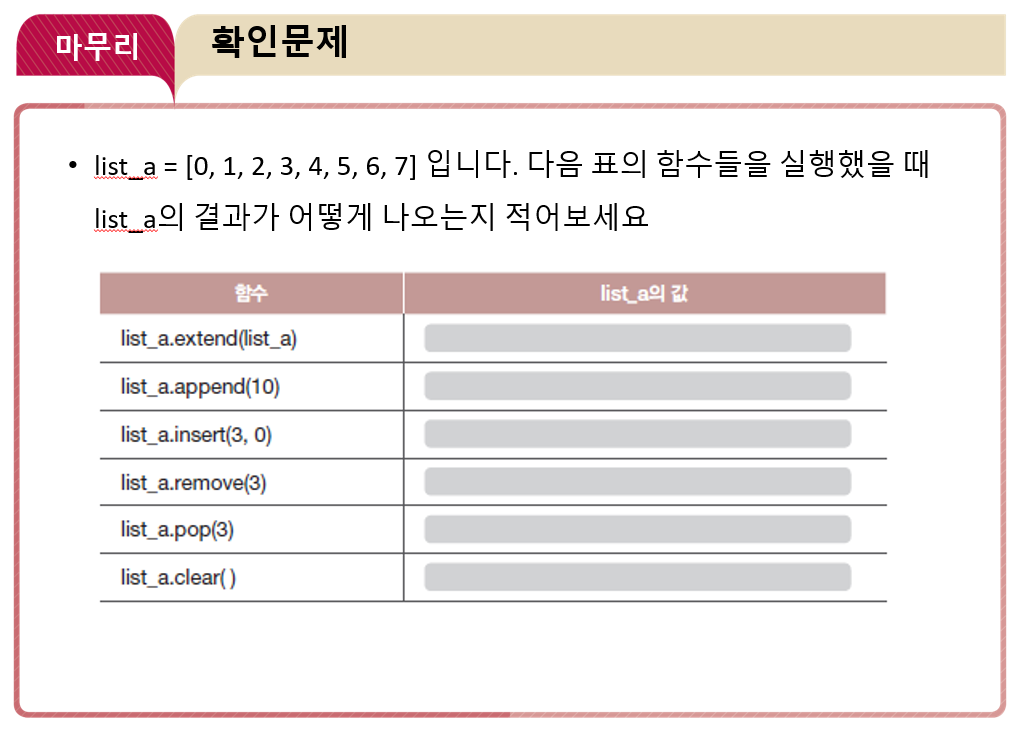 마무리 확인문제
• list_a = [0, 1, 2, 3, 4, 5, 6, 7] 입니다. 다음 표의 함수들을 실행했을 때
list_a의 결과가 어떻게 나오는지 적어보세요
함수 list_a의 값
list_a.extend(list_a)
list_a.append(10)
list_a.insert(3, 0)
list_a.remove(3)
list_a.pop(3)
list_a.clear( )